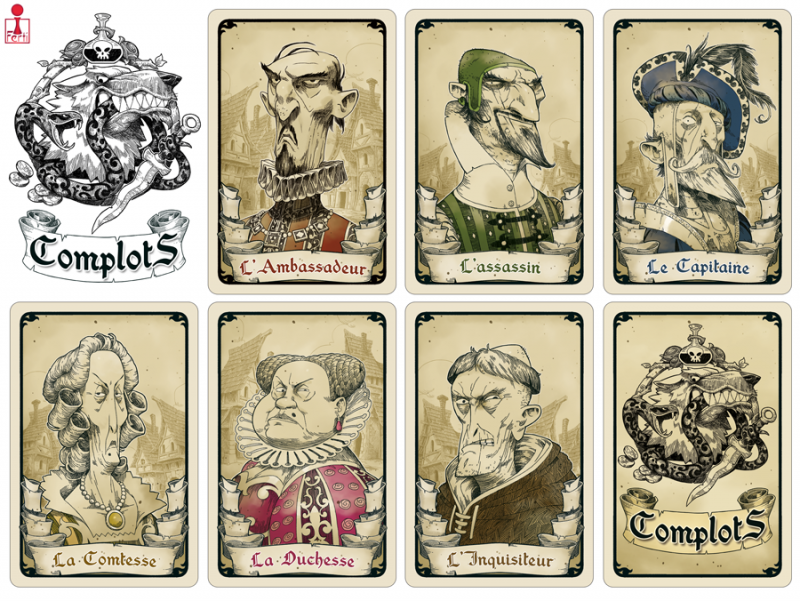 Ferti
Complots
L'Ambassadeur
L'assassin
Le Capitaine
La Comtesse
La Duchesse
L'Inquisiteur
Complots